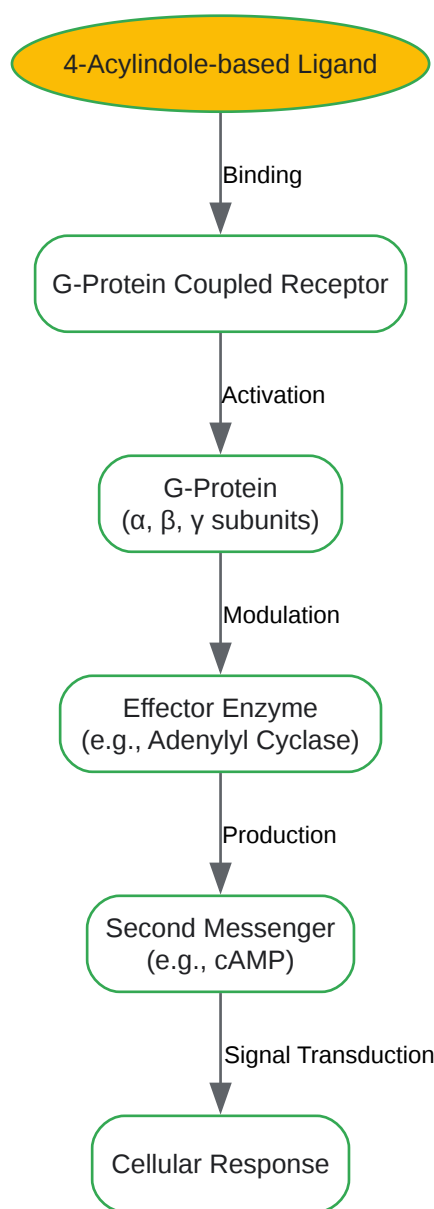 4-Acylindole-based Ligand
Binding
G-Protein Coupled Receptor
Activation
G-Protein
(α, β, γ subunits)
Modulation
Effector Enzyme
(e.g., Adenylyl Cyclase)
Production
Second Messenger
(e.g., cAMP)
Signal Transduction
Cellular Response